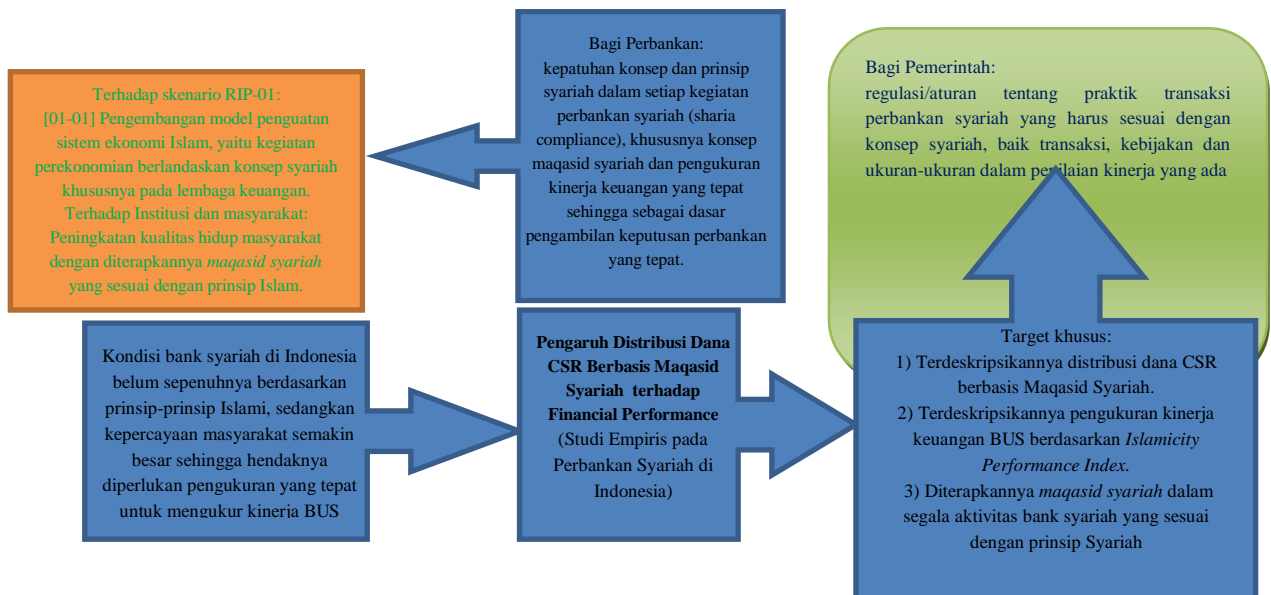 Terhadap skenario RIP-01:
[01-01] Pengembangan model penguatan
sistem ekonomi Islam, yaitu kegiatan
perekonomian berlandaskan konsep syariah
khususnya pada lembaga keuangan.
Terhadap Institusi dan masyarakat:
Peningkatan kualitas hidup masyarakat
dengan diterapkannya maqasid syariah
yang sesuai dengan prinsip Islam.
Bagi Perbankan:
kepatuhan konsep dan prinsip
syariah dalam setiap kegiatan
perbankan syariah (sharia
compliance), khususnya konsep
maqasid syariah dan pengukuran
kinerja keuangan yang tepat
sehingga sebagai dasar
pengambilan keputusan perbankan
yang tepat.
Bagi Pemerintah:
regulasi/aturan tentang praktik transaksi
perbankan syariah yang harus sesuai dengan
konsep syariah, baik transaksi, kebijakan dan
ukuran-ukuran dalam penilaian kinerja yang ada
Kondisi bank syariah di Indonesia
belum sepenuhnya berdasarkan
prinsip-prinsip Islami, sedangkan
kepercayaan masyarakat semakin
besar sehingga hendaknya
diperlukan pengukuran yang tepat
untuk mengukur kinerja BUS
Pengaruh Distribusi Dana
CSR Berbasis Maqasid
Syariah terhadap
Financial Performance
(Studi Empiris pada
Perbankan Syariah di
Indonesia)
Target khusus:
1) Terdeskripsikannya distribusi dana CSR
berbasis Maqasid Syariah.
2) Terdeskripsikannya pengukuran kinerja
keuangan BUS berdasarkan Islamicity
Performance Index.
3) Diterapkannya maqasid syariah dalam
segala aktivitas bank syariah yang sesuai
dengan prinsip Syariah